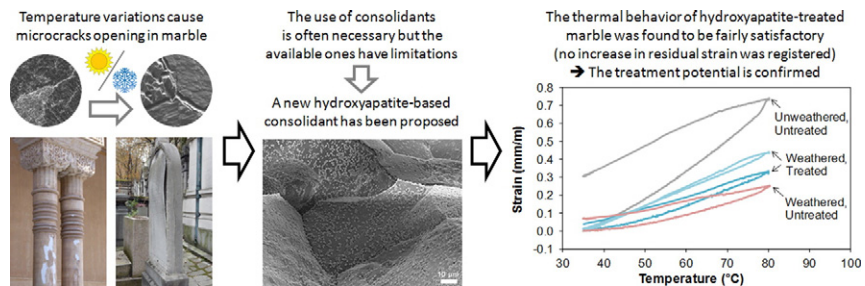 Temperature variations cause
microcracks opening in marble
The use of consolidants
is often necessary but the
available ones have limitations
A new hydroxyapatite-based
consolidant has been proposed
10 µm
The thermal behavior of hydroxyapatite-treated
marble was found to be fairly satisfactory
(no increase in residual strain was registered)
➔ The treatment potential is confirmed
Strain (mm/m)
0.8
0.7
0.6
0.5
0.4
0.3
0.2
0.1
0.0
-0.1
Unweathered,
Untreated
Weathered,
Treated
Weathered,
Untreated
30 40 50 60 70 80 90 100
Temperature (°C)